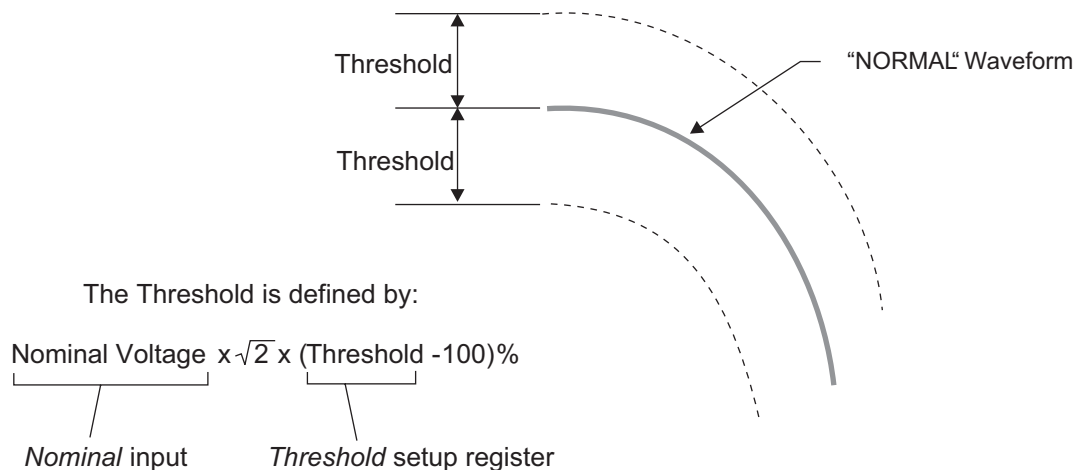 Threshold
“NORMAL“ Waveform
Threshold
The Threshold is defined by:
Nominal Voltage x √2 x (Threshold -100)%
Nominal input
Threshold setup register